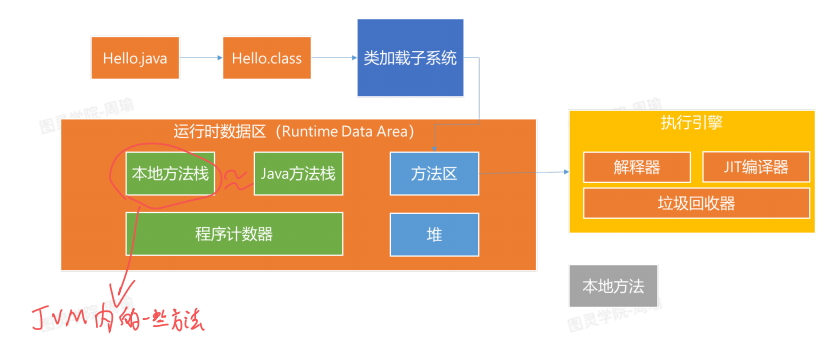 Hello.java
Hello.class
类加载子系统
图灵学院-周瑜
运行时数据区（Runtime Data Area）
执行引擎
本地方法栈
≈
Java方法栈
方法区
解释器
JIT编译器
垃圾回收器
程序计数器
堆
本地方法
JVM内的一些方法
图灵学院-周瑜